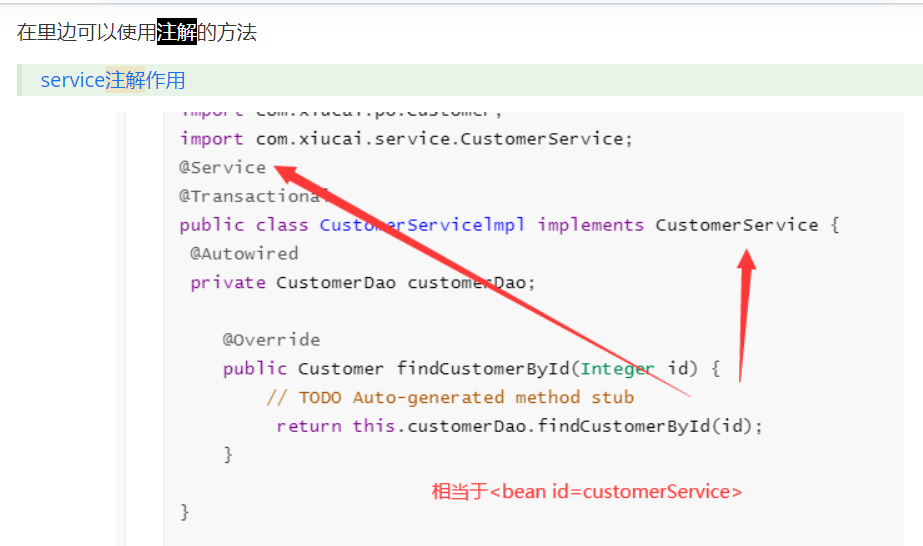 在里边可以使用注解的方法
service注解作用
import com.xiucai.po.Customer;
import com.xiucai.service.CustomerService;
@Service
@Transactional
public class CustomerServicelmpl implements CustomerService {
@Autowired
private CustomerDao customerDao;
@Override
public Customer findCustomerById(Integer id) {
// TODO Auto-generated method stub
return this.customerDao.findCustomerById(id);
}
相当于<bean id=customerService>
}